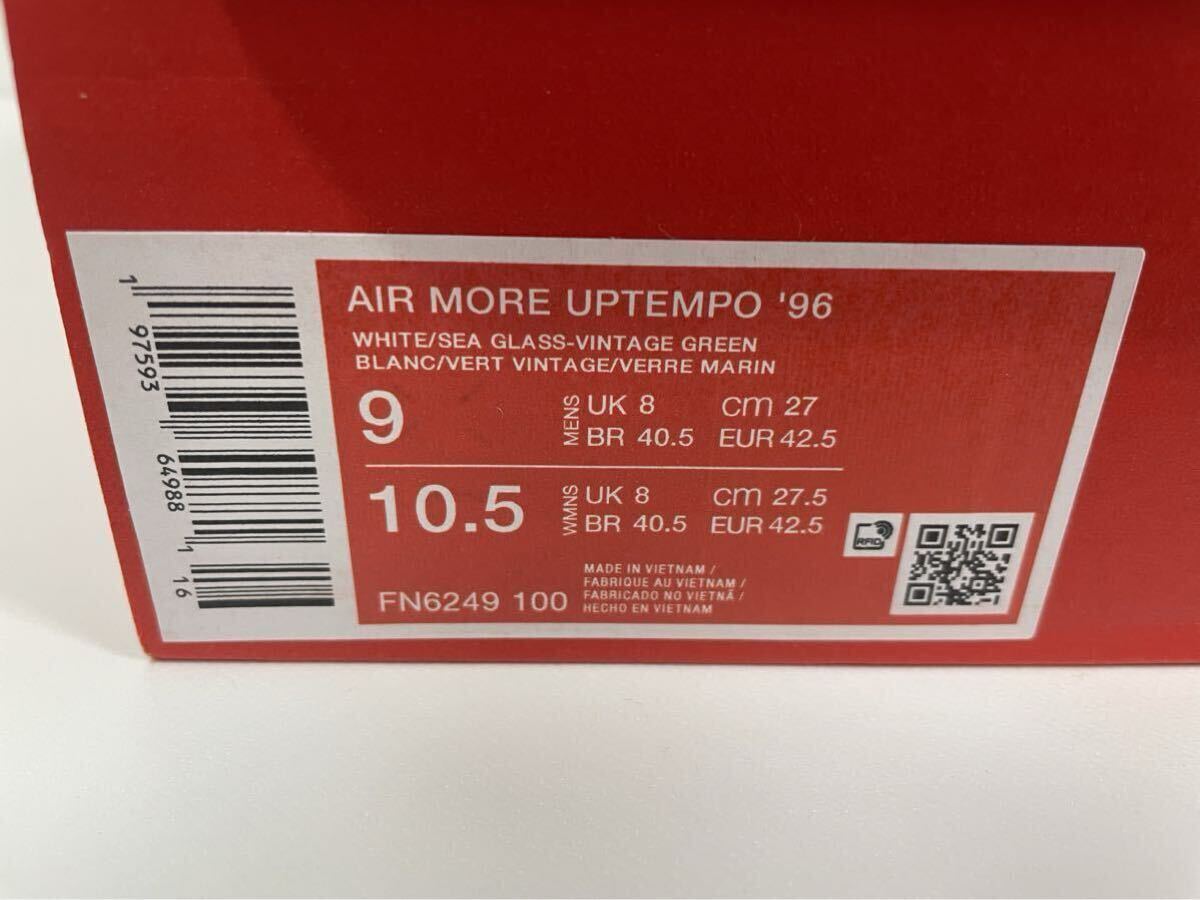 AIR MORE UPTEMPO '96
WHITE/SEA GLASS-VINTAGE GREEN
BLANC/VERT VINTAGE/VERRE MARIN
9
MENS
UK 8 cm 27
BR 40.5 EUR 42.5
10.5
WMNS
UK 8 cm 27.5
BR 40.5 EUR 42.5
FN6249 100
MADE IN VIETNAM /
FABRIQUE AU VIETNAM /
FABRICADO NO VIETNÃ /
HECHO EN VIETNAM
RFID
1 97593 64988 1 16